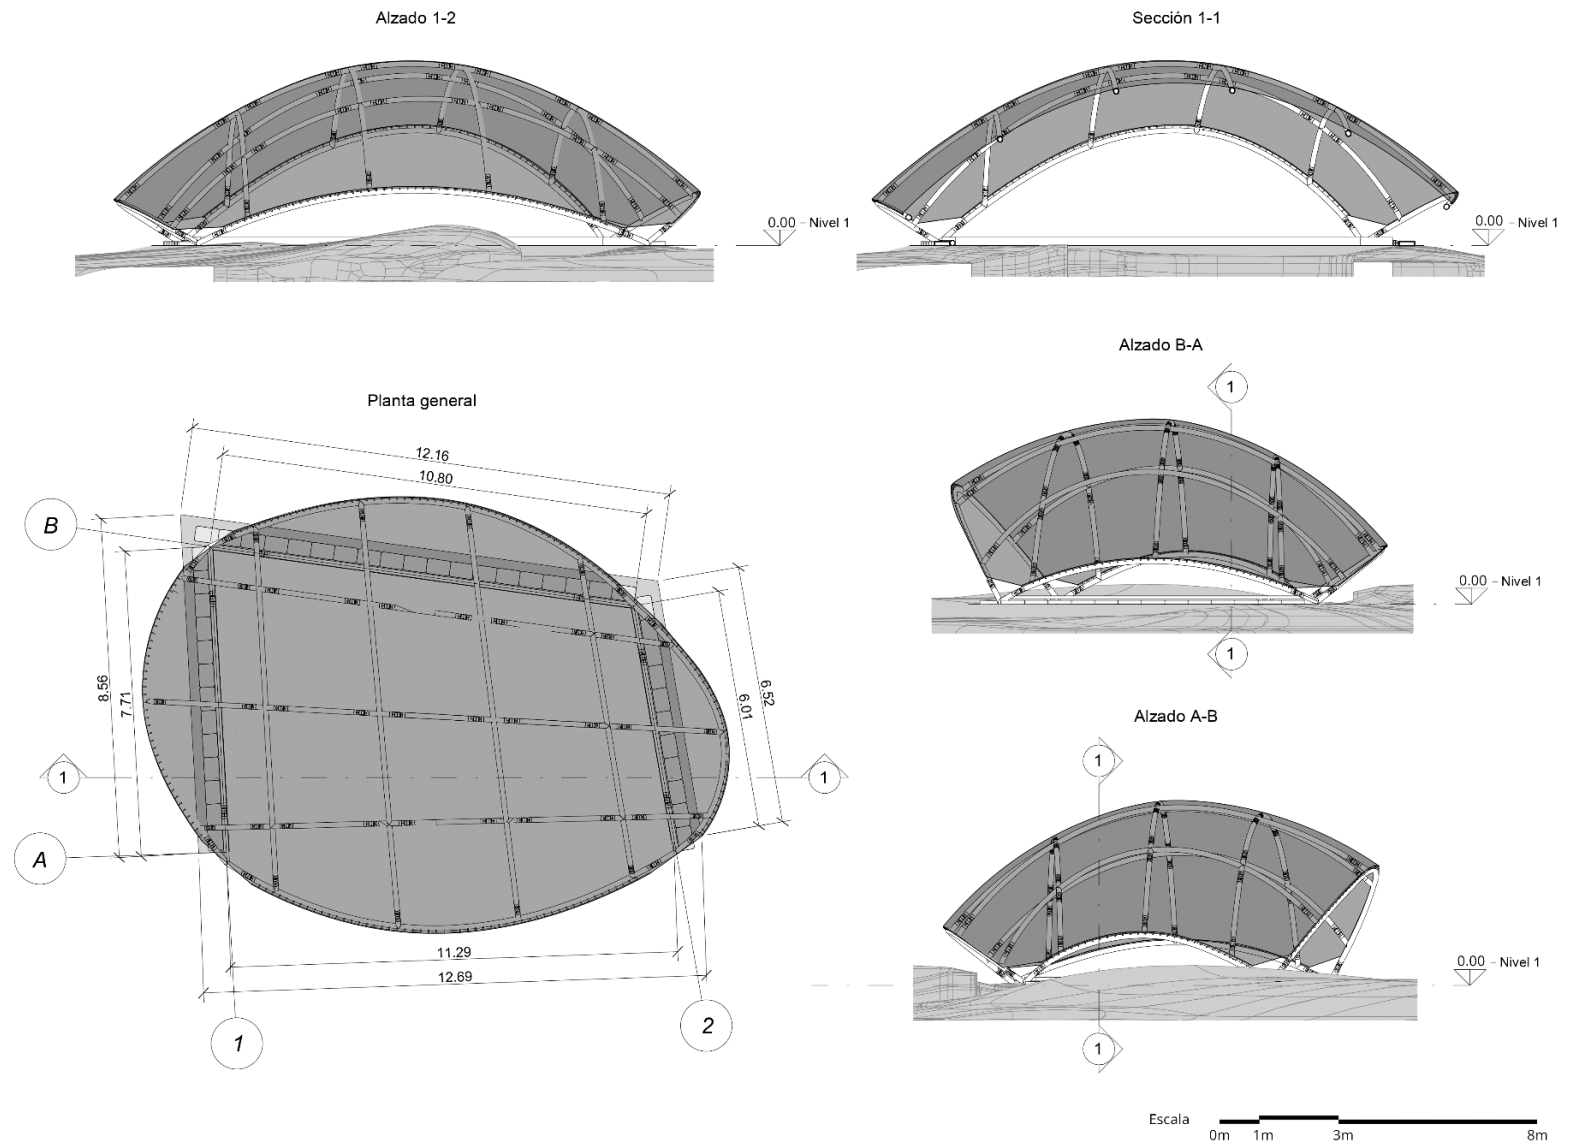 Alzado 1-2
Sección 1-1
0.00
Nivel 1
0.00
Nivel 1
Alzado B-A
1
0.00
Nivel 1
1
Planta general
12.16
10.80
B
8.56
7.71
6.01
6.52
1
1
A
11.29
12.69
1
2
Alzado A-B
1
0.00
Nivel 1
1
Escala
0m 1m 3m 8m